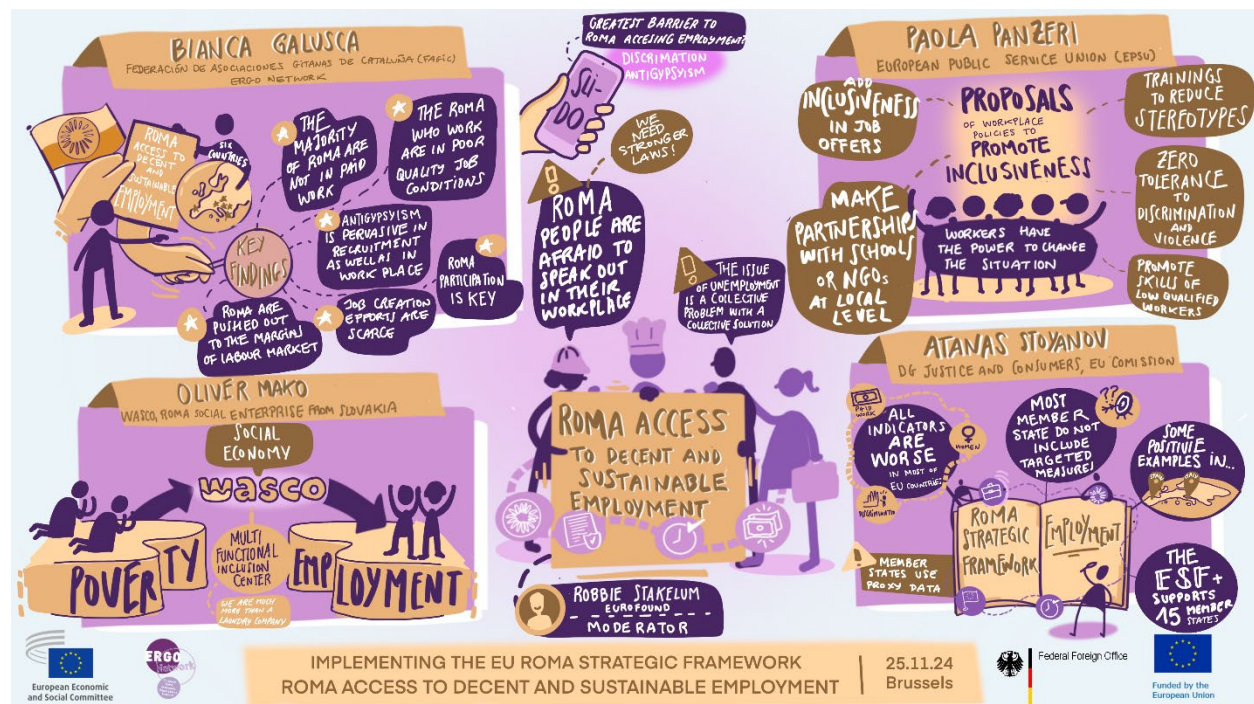 BIANCA GALUSCA
FEDERACIÓN DE ASOCIACIONES GITANAS DE CATALUÑA (FAGIC)
ERGO NETWORK
ROMA
ACCESS TO
DECENT
AND
SUSTAINABLE
EMPLOYMENT
SIX
COUNTRIES
KEY
FINDINGS
THE
MAJORITY
OF ROMA ARE
NOT IN PAID
WORK
THE ROMA
WHO WORK
ARE IN POOR
QUALITY JOB
CONDITIONS
ANTIGYPSYISM
IS PERVASIVE IN
RECRUITMENT
AS WELL AS IN
WORK PLACE
ROMA
PARTICIPATION
IS KEY
ROMA ARE
PUSHED OUT
TO THE MARGINS
OF LABOUR MARKET
JOB CREATION
EFFORTS ARE
SCARCE
GREATEST BARRIER TO
ROMA ACCESING EMPLOYMENT?
DISCRIMATION
ANTIGYPSYISM
SLI-
DO
WE
NEED
STRONGER
LAWS!
ROMA
PEOPLE ARE
AFRAID TO
SPEAK OUT
IN THEIR
WORKPLACE
THE ISSUE
OF UNEMPLOYMENT
IS A COLLECTIVE
PROBLEM WITH A
COLLECTIVE SOLUTION
PAOLA PANZERI
EUROPEAN PUBLIC SERVICE UNION (EPSU)
ADD
INCLUSIVENESS
IN JOB
OFFERS
PROPOSALS
OF WORKPLACE
POLICIES TO
PROMOTE
INCLUSIVENESS
TRAININGS
TO REDUCE
STEREOTYPES
MAKE
PARTNERSHIPS
WITH SCHOOLS
OR NGOs
AT LOCAL
LEVEL
WORKERS HAVE
THE POWER TO CHANGE
THE SITUATION
ZERO
TOLERANCE
TO
DISCRIMINATION
AND
VIOLENCE
PROMOTE
SKILLS OF
LOW QUALIFIED
WORKERS
OLIVER MAKO
WASCO, ROMA SOCIAL ENTERPRISE FROM SLOVAKIA
SOCIAL
ECONOMY
wasco
POVERTY
MULTI
FUNCTIONAL
INCLUSION
CENTER
WE ARE MUCH
MORE THAN A
LAUNDRY COMPANY
EMPLOYMENT
ROMA ACCESS
TO DECENT AND
SUSTAINABLE
EMPLOYMENT
ROBBIE STAKELUM
EUROFOUND
MODERATOR
ATANAS STOYANOV
DG JUSTICE AND CONSUMERS, EU COMISSION
PAID
WORK
WOMEN
ALL
INDICATORS
ARE
WORSE
IN MOST OF
EU COUNTRIES
MOST
MEMBER
STATE DO NOT
INCLUDE
TARGETED
MEASURE!
SOME
POSITIVE
EXAMPLES IN...
MEMBER
STATES USE
PROXY DATA
ROMA
STRATEGIC
FRAMEWORK
EMPLOYMENT
THE
ESF+
SUPPORTS
15 MEMBER
STATES
European Economic
and Social Committee
ERGO
Network
IMPLEMENTING THE EU ROMA STRATEGIC FRAMEWORK
ROMA ACCESS TO DECENT AND SUSTAINABLE EMPLOYMENT
25.11.24
Brussels
Federal Foreign Office
Funded by the
European Union